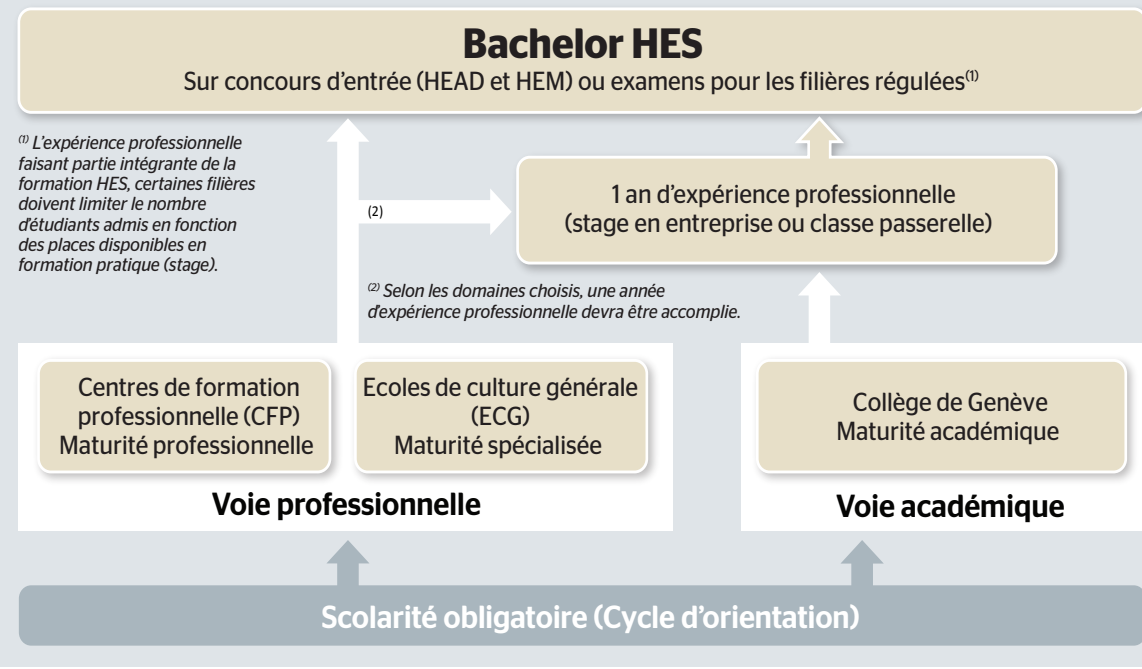 Bachelor HES
Sur concours d'entrée (HEAD et HEM) ou examens pour les filières régulées(1)
(1) L'expérience professionnelle
faisant partie intégrante de la
formation HES, certaines filières
doivent limiter le nombre
d'étudiants admis en fonction
des places disponibles en
formation pratique (stage).
(2)
1 an d'expérience professionnelle
(stage en entreprise ou classe passerelle)
(2) Selon les domaines choisis, une année
d'expérience professionnelle devra être accomplie.
Centres de formation
professionnelle (CFP)
Maturité professionnelle
Ecoles de culture générale
(ECG)
Maturité spécialisée
Voie professionnelle
Collège de Genève
Maturité académique
Voie académique
Scolarité obligatoire (Cycle d'orientation)